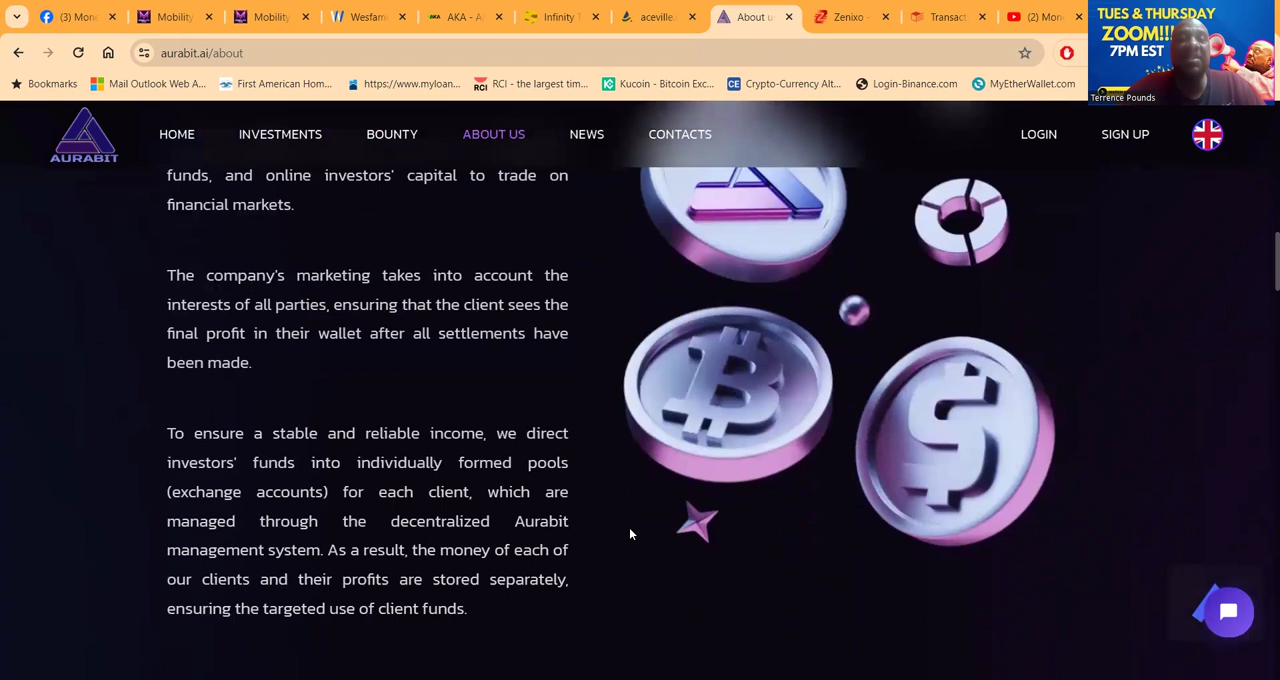 (3) Mon
Mobility
Mobility
Wesfam
AKA - A
Infinity T
aceville.
About u
Zenixo -
Transact
(2) Mon
aurabit.ai/about
Bookmarks
Mail Outlook Web A...
First American Hom...
https://www.myloan...
RCI - the largest tim...
Kucoin - Bitcoin Exc...
Crypto-Currency Alt...
Login-Binance.com
MyEtherWallet.com
TUES & THURSDAY
ZOOM!!!
7PM EST
Terrence Pounds
AURABIT
HOME
INVESTMENTS
BOUNTY
ABOUT US
NEWS
CONTACTS
LOGIN
SIGN UP
funds, and online investors' capital to trade on
financial markets.
The company's marketing takes into account the
interests of all parties, ensuring that the client sees the
final profit in their wallet after all settlements have
been made.
To ensure a stable and reliable income, we direct
investors' funds into individually formed pools
(exchange accounts) for each client, which are
managed through the decentralized Aurabit
management system. As a result, the money of each of
our clients and their profits are stored separately,
ensuring the targeted use of client funds.